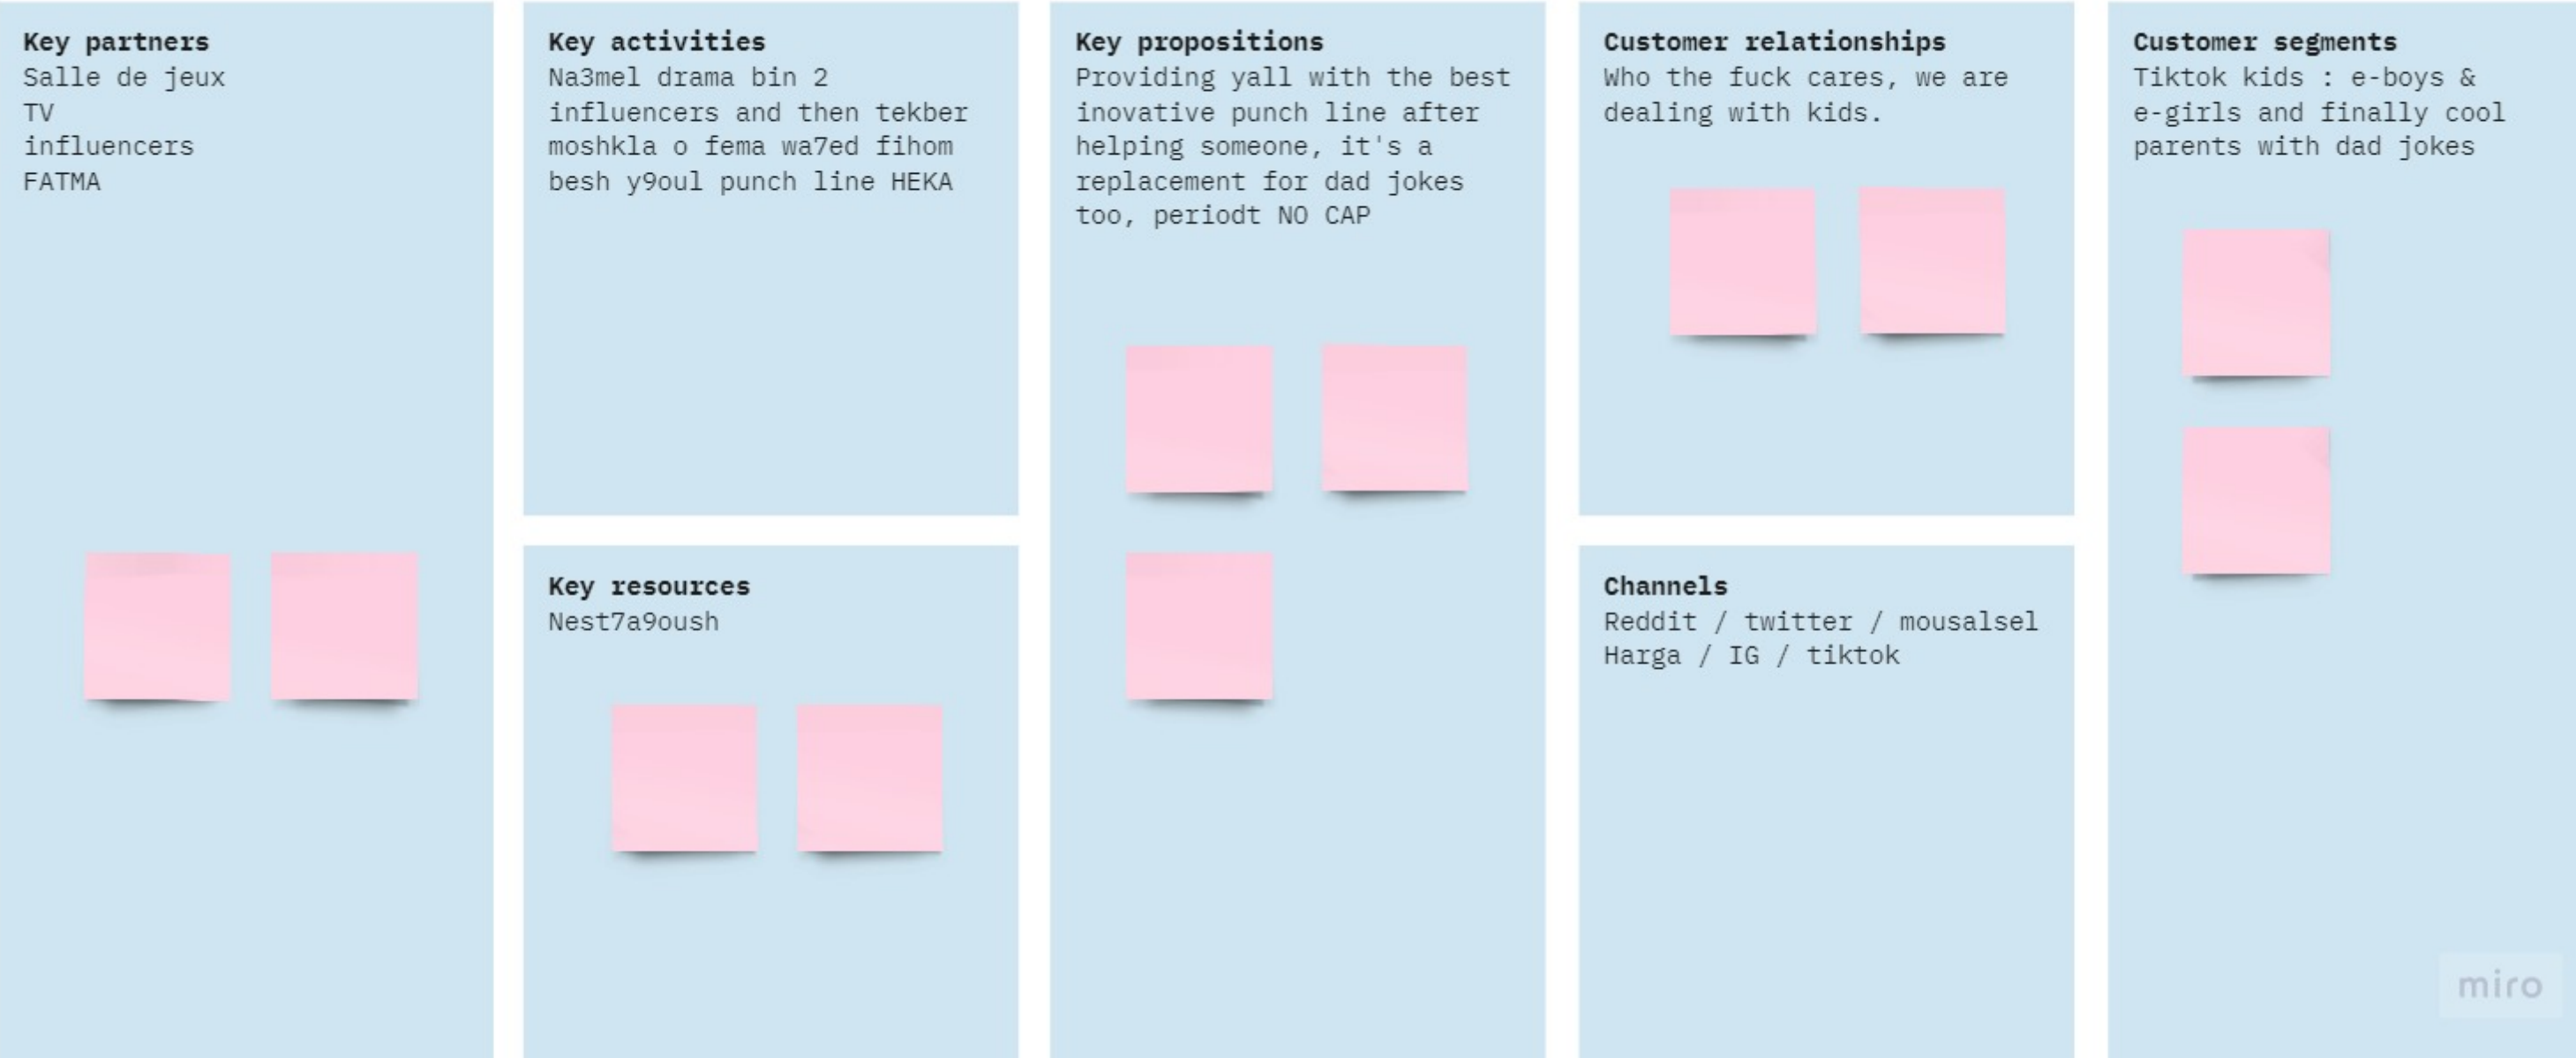 Key partners
Salle de jeux
TV
influencers
FATMA
Key activities
Na3mel drama bin 2
influencers and then tekber
moshkla o fema wa7ed fihom
besh y9oul punch line HEKA
Key resources
Nest7a9oush
Key propositions
Providing yall with the best
inovative punch line after
helping someone, it's a
replacement for dad jokes
too, periodt NO CAP
Customer relationships
Who the fuck cares, we are
dealing with kids.
Channels
Reddit / twitter / mousalsel
Harga / IG / tiktok
Customer segments
Tiktok kids : e-boys &
e-girls and finally cool
parents with dad jokes
miro